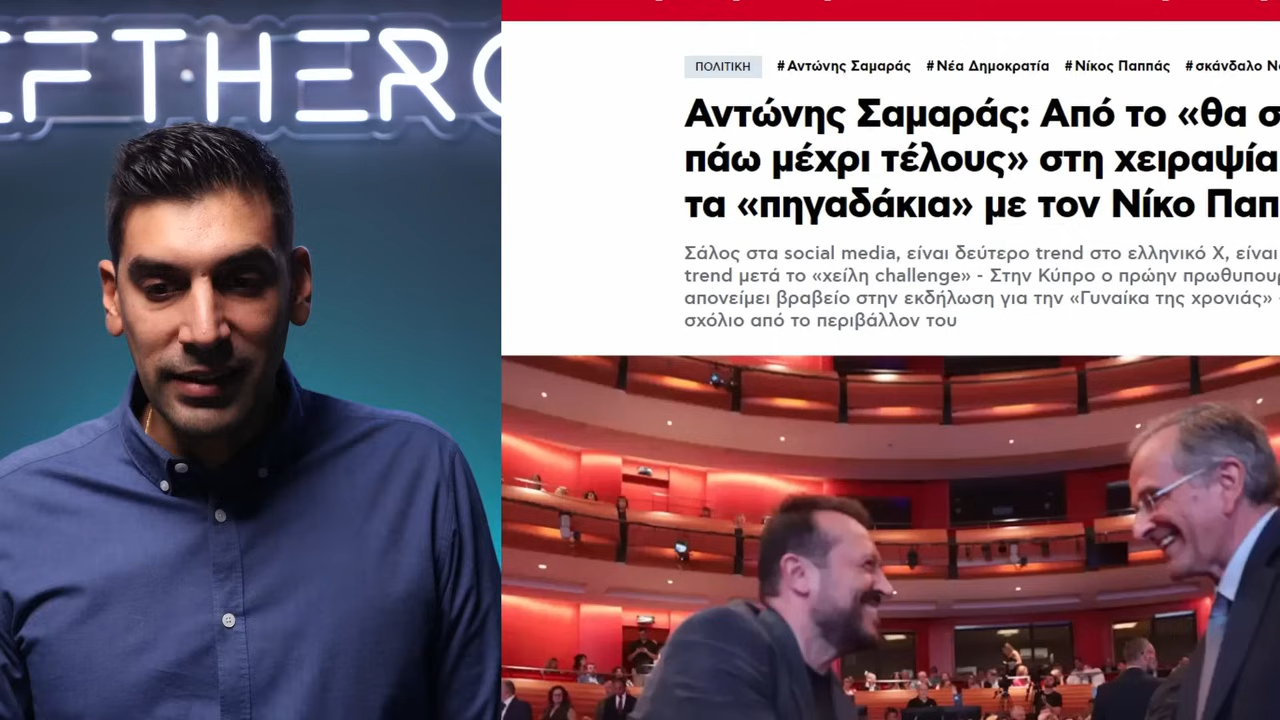 EFTHERO
ΠΟΛΙΤΙΚΗ #Αντώνης Σαμαράς #Νέα Δημοκρατία #Νίκος Παππάς #σκάνδαλο
Αντώνης Σαμαράς: Από το «θα
πάω μέχρι τέλους» στη χειραψία
τα «πηγαδάκια» με τον Νίκο
Σάλος στα social media, είναι δεύτερο trend στο ελληνικό X, είναι
trend μετά το «χείλη challenge» - Στην Κύπρο ο πρώην
απονείμει βραβείο στην εκδήλωση για την «Γυναίκα της χρονιάς»
σχόλιο από το περιβάλλον του